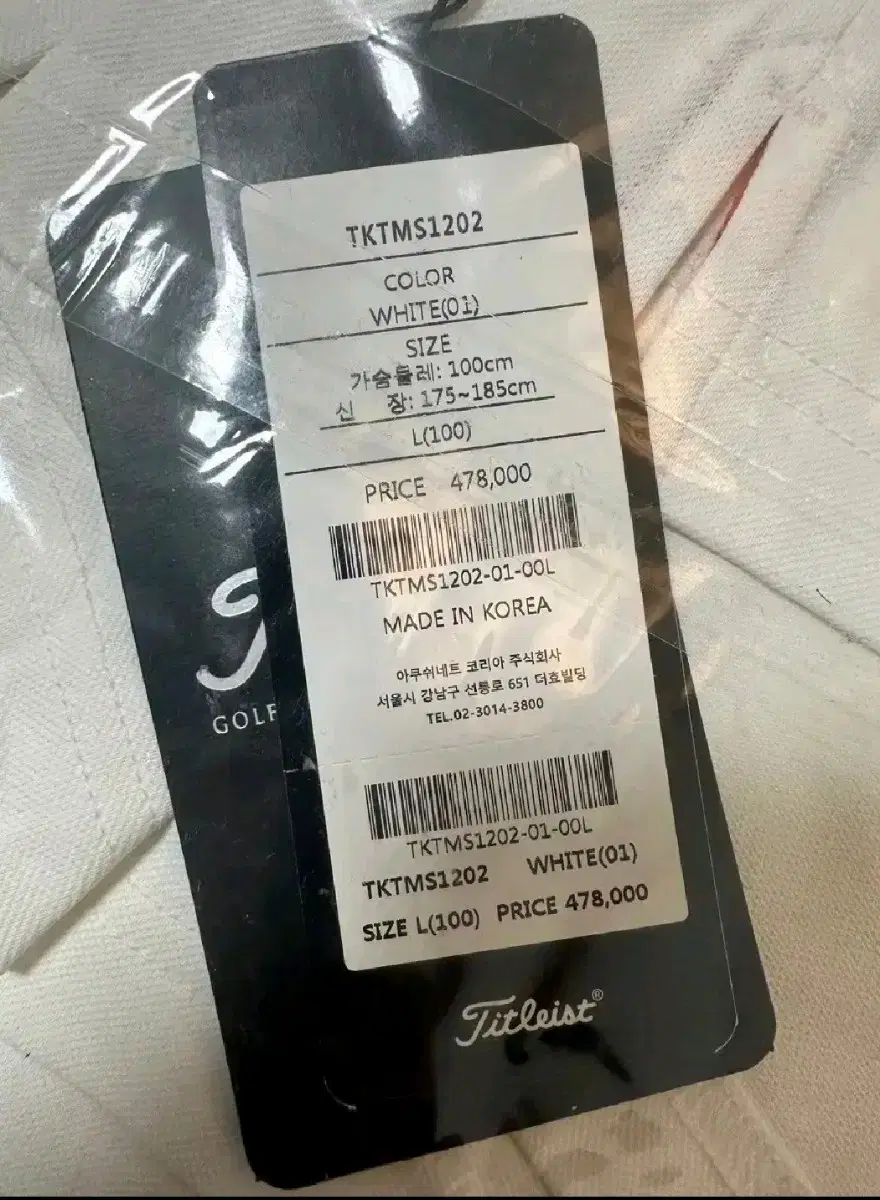 TKTMS1202
COLOR
WHITE(01)
SIZE
가슴둘레: 100cm
신 장: 175~185cm
L(100)
PRICE 478,000
TKTMS1202-01-00L
MADE IN KOREA
아쿠쉬네트 코리아 주식회사
서울시 강남구 선릉로 651 더효빌딩
TEL.02-3014-3800
TKTMS1202-01-00L
TKTMS1202 WHITE(01)
SIZE L(100) PRICE 478,000
Titleist®
GOLF